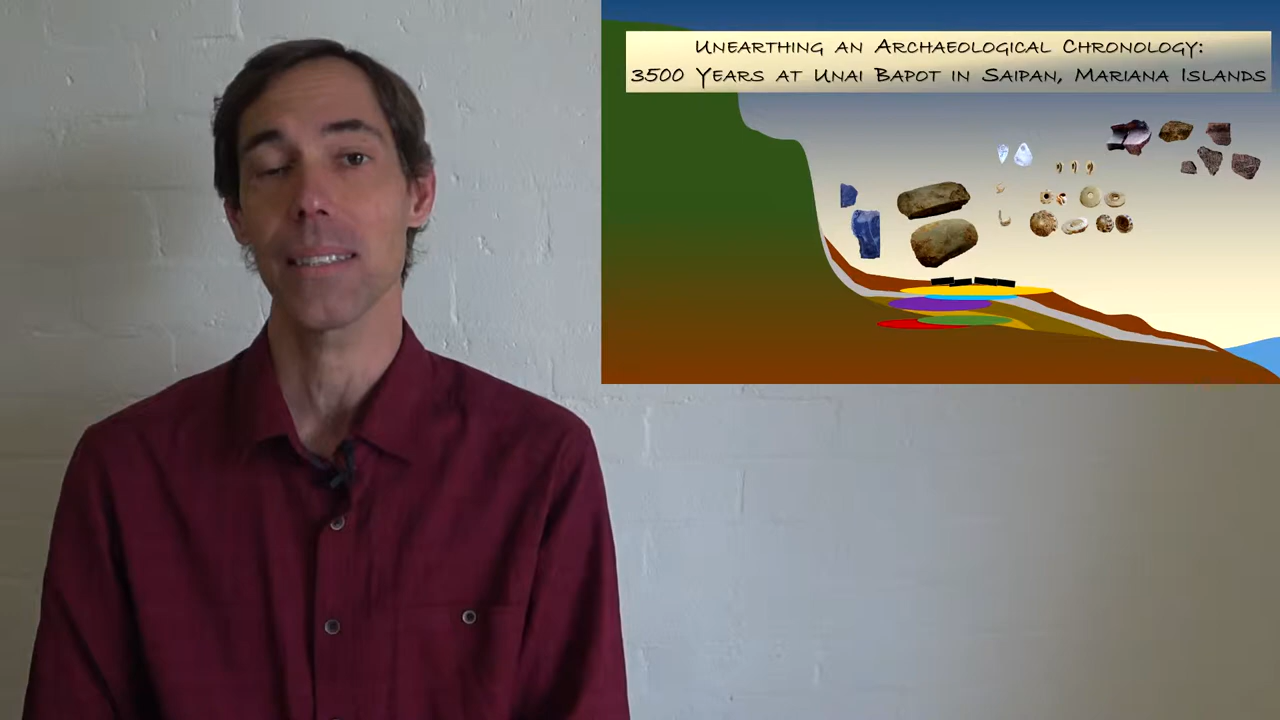 Unearthing an Archaeological Chronology:
3500 Years at Unai Bapot in Saipan, Mariana Islands